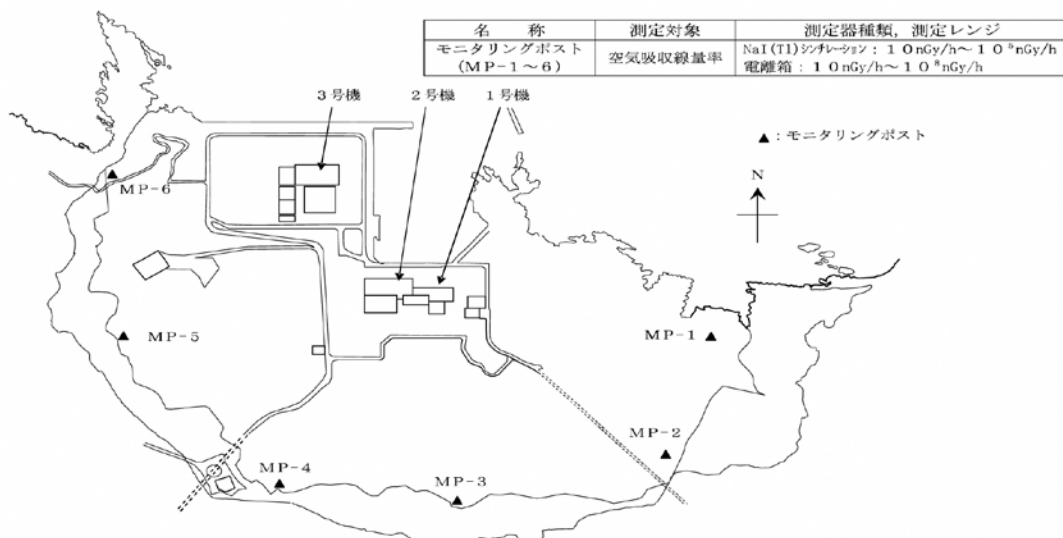 名 称 測定対象 測定器種類, 測定レンジ
モニタリングポスト
(MP-1~6)
空気吸収線量率
NaI(Tl)シンチレーション: 10nGy/h~10⁵nGy/h
電離箱: 10nGy/h~10⁸nGy/h
3号機 2号機 1号機
▲: モニタリングポスト
MP-6
N
MP-5
MP-1
MP-2
MP-4
MP-3